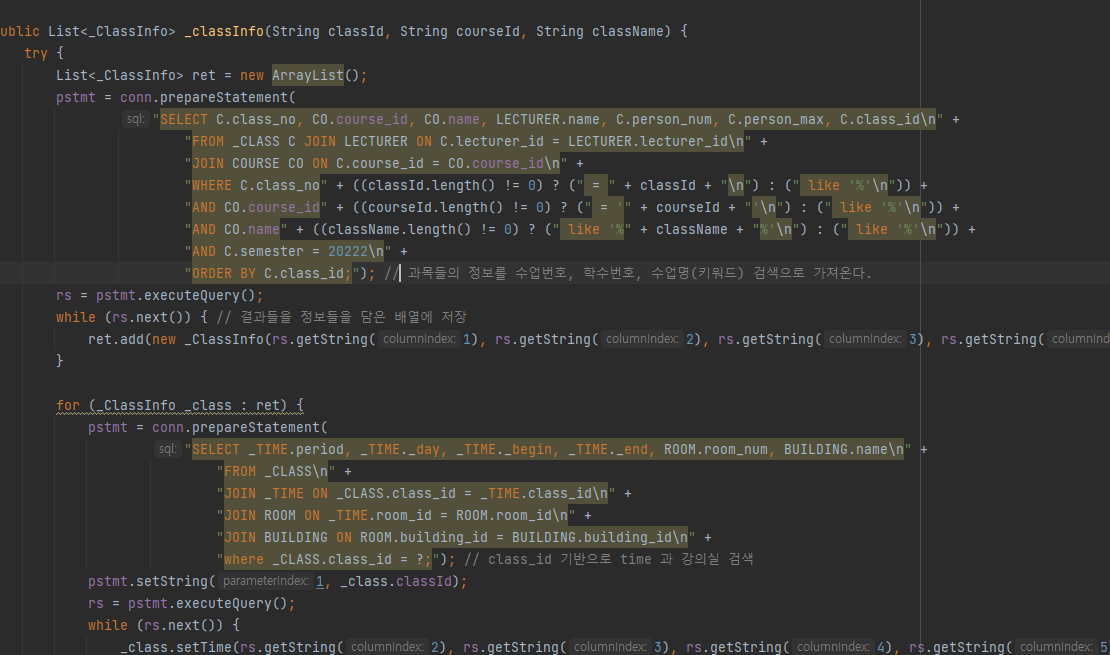 ublic List<_ClassInfo> _classInfo(String classId, String courseId, String className) {
try {
List<_ClassInfo> ret = new ArrayList();
pstmt = conn.prepareStatement(
sql: "SELECT C.class_no, CO.course_id, CO.name, LECTURER.name, C.person_num, C.person_max, C.class_id\n" +
"FROM _CLASS C JOIN LECTURER ON C.lecturer_id = LECTURER.lecturer_id\n" +
"JOIN COURSE CO ON C.course_id = CO.course_id\n" +
"WHERE C.class_no" + ((classId.length() != 0) ? (" = " + classId + "\n") : (" like '%'\n")) +
"AND CO.course_id" + ((courseId.length() != 0) ? (" = '" + courseId + "'\n") : (" like '%'\n")) +
"AND CO.name" + ((className.length() != 0) ? (" like '%" + className + "%'\n") : (" like '%'\n")) +
"AND C.semester = 20222\n" +
"ORDER BY C.class_id;"); // 과목들의 정보를 수업번호, 학수번호, 수업명(키워드) 검색으로 가져온다.
rs = pstmt.executeQuery();
while (rs.next()) { // 결과들을 정보들을 담은 배열에 저장
ret.add(new _ClassInfo(rs.getString( columnIndex: 1), rs.getString( columnIndex: 2), rs.getString( columnIndex: 3), rs.getString( columnInd
}
for (_ClassInfo _class : ret) {
pstmt = conn.prepareStatement(
sql: "SELECT _TIME.period, _TIME._day, _TIME._begin, _TIME._end, ROOM.room_num, BUILDING.name\n" +
"FROM _CLASS\n" +
"JOIN _TIME ON _CLASS.class_id = _TIME.class_id\n" +
"JOIN ROOM ON _TIME.room_id = ROOM.room_id\n" +
"JOIN BUILDING ON ROOM.building_id = BUILDING.building_id\n" +
"where _CLASS.class_id = ?;"); // class_id 기반으로 time 과 강의실 검색
pstmt.setString( parameterIndex: 1, _class.classId);
rs = pstmt.executeQuery();
while (rs.next()) {
_class.setTime(rs.getString( columnIndex: 2), rs.getString( columnIndex: 3), rs.getString( columnIndex: 4), rs.getString( columnIndex: 5)